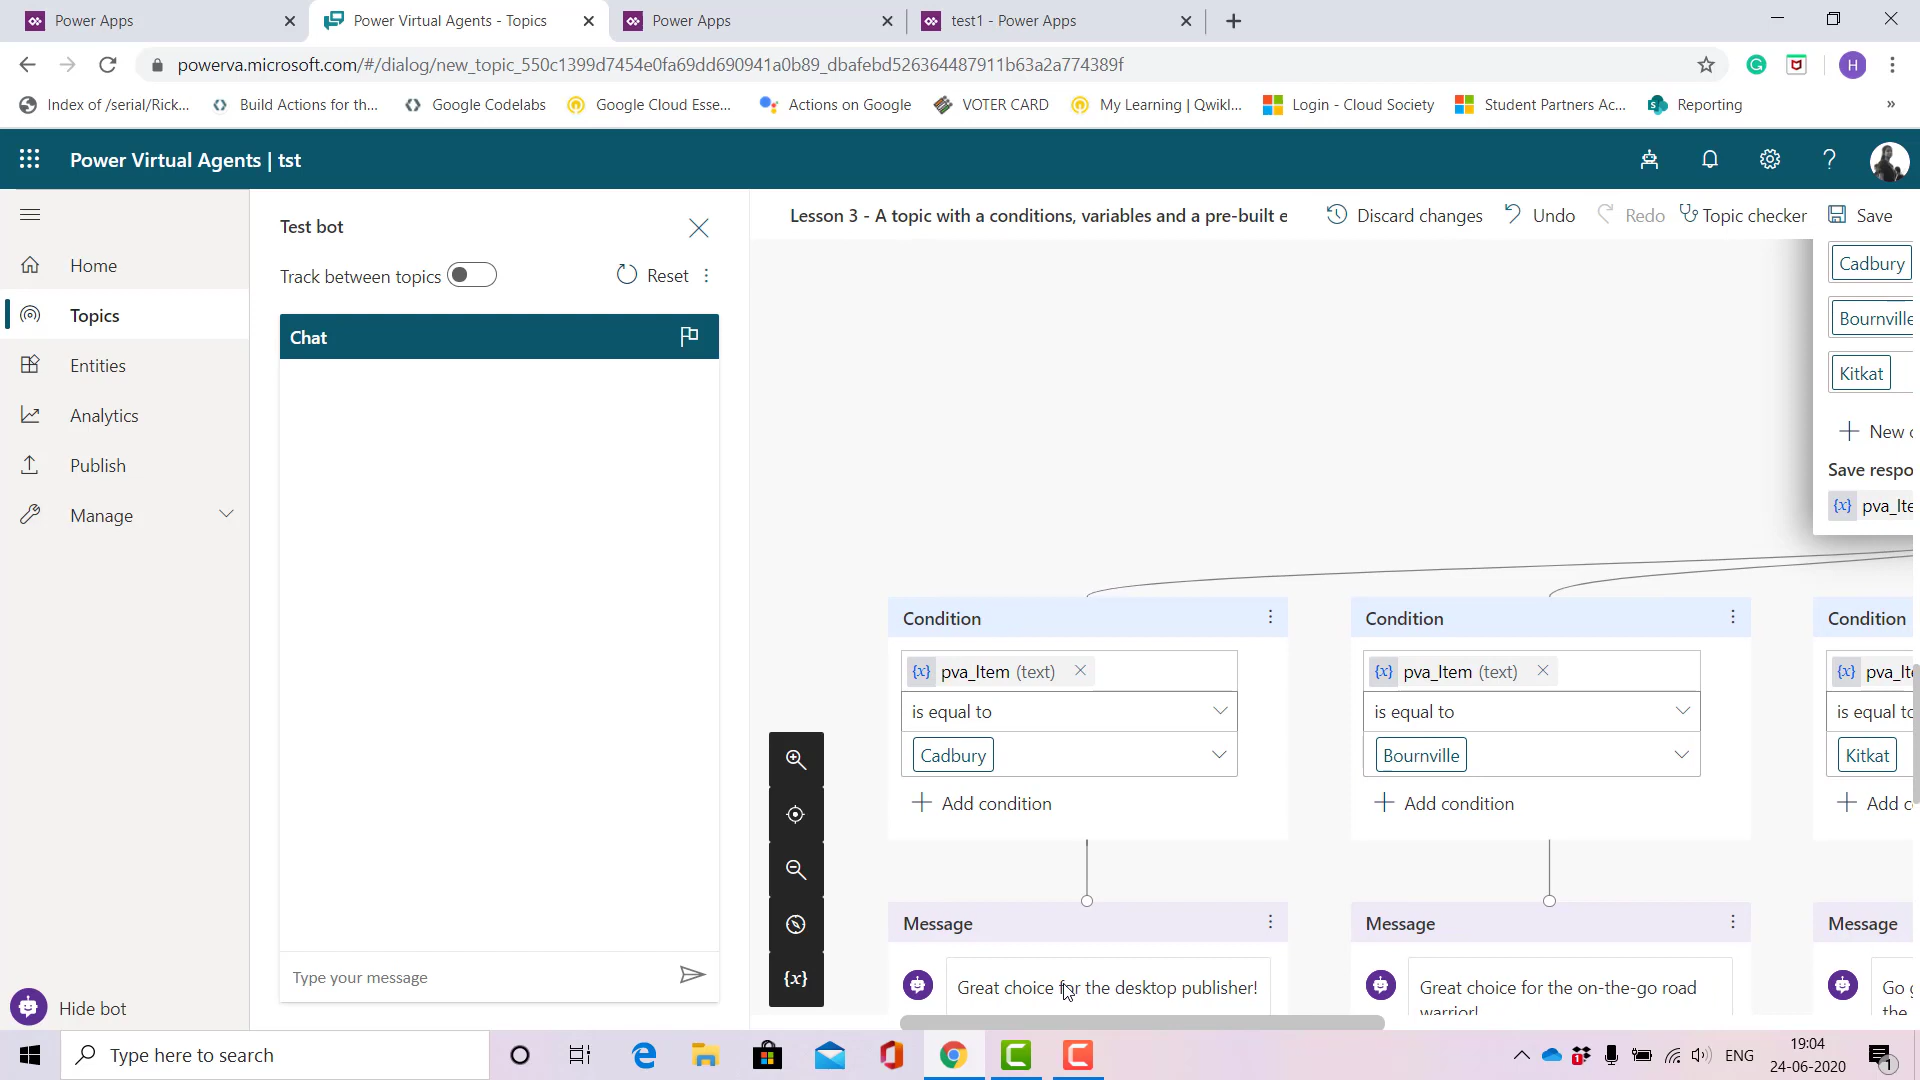 Power Apps
Power Virtual Agents - Topics
Power Apps
test1 - Power Apps
powerva.microsoft.com/#/dialog/new_topic_550c1399d7454e0fa69dd690941a0b89_dbafebd526364487911b63a2a774389f
H
Index of /serial/Rick...
Build Actions for th...
Google Codelabs
Google Cloud Esse...
Actions on Google
VOTER CARD
My Learning | Qwikl...
Login - Cloud Society
Student Partners Ac...
Reporting
»
Power Virtual Agents | tst
?
Home
Topics
Entities
Analytics
Publish
Manage
Hide bot
Test bot
Track between topics
Reset
Chat
Type your message
Lesson 3 - A topic with a conditions, variables and a pre-built e
Discard changes
Undo
Redo
Topic checker
Save
Cadbury
Bournville
Kitkat
New
Save respo
{x} pva_Ite
Condition
{x} pva_Item (text)
is equal to
Cadbury
Add condition
Message
Great choice for the desktop publisher!
Condition
{x} pva_Item (text)
is equal to
Bournville
Add condition
Message
Great choice for the on-the-go road
warrior!
Condition
{x} pva_Ite
is equal to
Kitkat
Add c
Message
Go g
the
{x}
Type here to search
ENG
19:04
24-06-2020
1